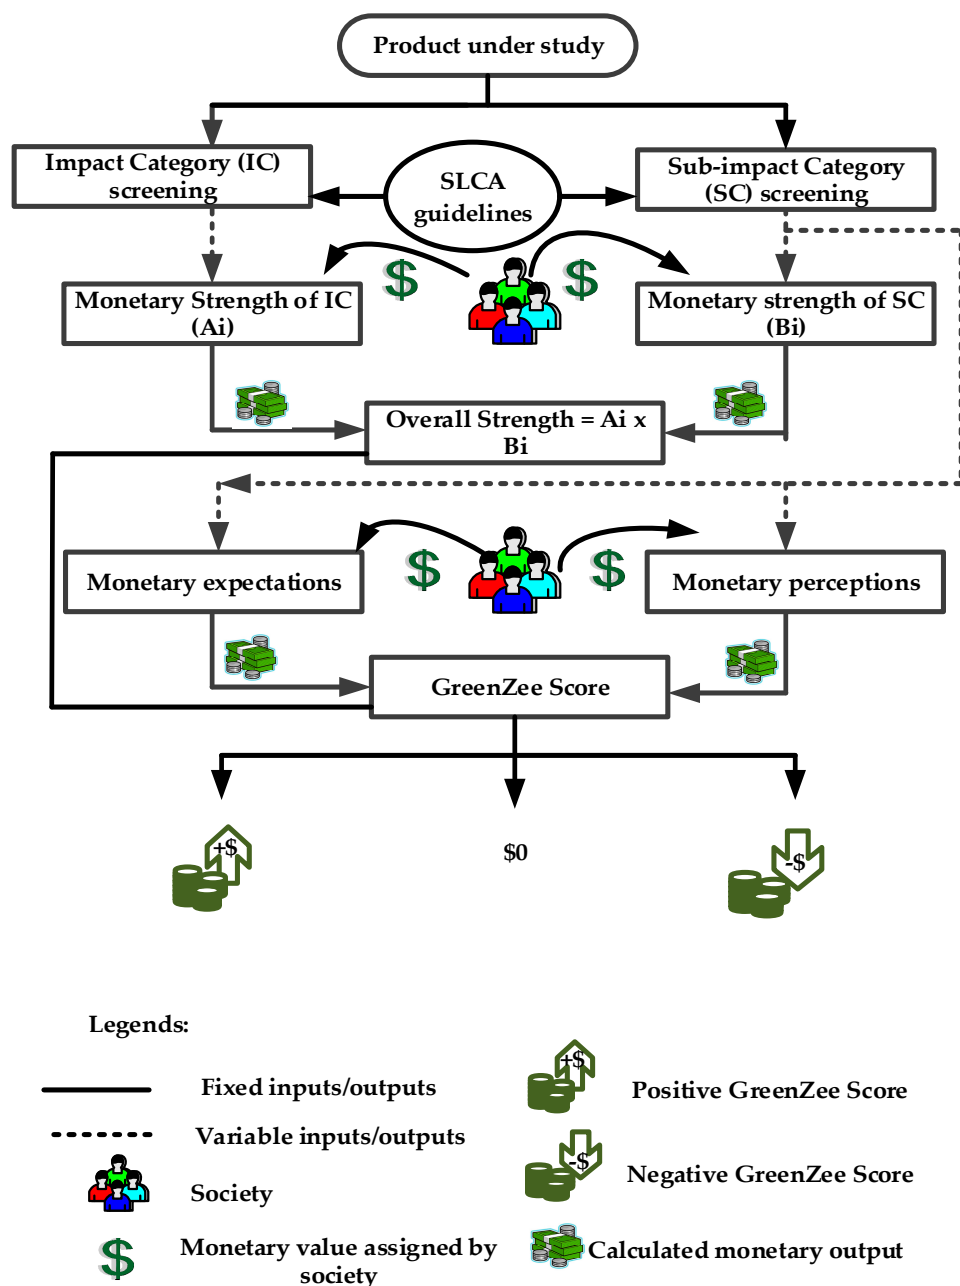 Product under study
Impact Category (IC)
screening
SLCA
guidelines
Sub-impact Category
(SC) screening
$
$
Monetary Strength of IC
(Ai)
Monetary strength of SC
(Bi)
Overall Strength = Ai x
Bi
Monetary expectations
$
$
Monetary perceptions
GreenZee Score
+$
$0
-$
Legends:
Fixed inputs/outputs
+$
Positive GreenZee Score
Variable inputs/outputs
Society
-$
Negative GreenZee Score
$
Monetary value assigned by
society
Calculated monetary output